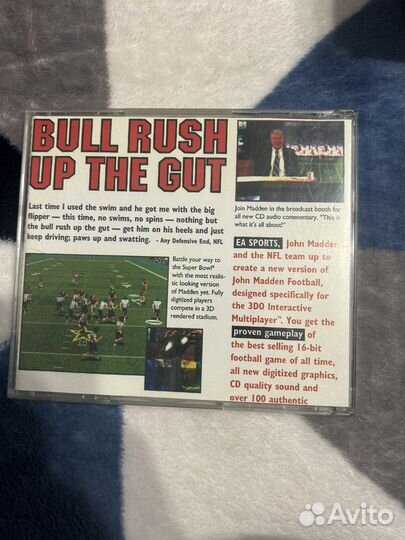 BULL RUSH
UP THE GUT
Last time I used the swim and he got me with the big
flipper — this time, no swims, no spins — nothing but
the bull rush up the gut – get him on his heels and just
keep driving; paws up and swatting. - Any Defensive End, NFL
Battle your way to
the Super Bowl®
with the most realis-
tic looking version
of Madden yet. Fully
digitized players
compete in a 3D
rendered stadium.
Join Madden in the broadcast booth for
all new CD audio commentary. "This is
what it's all about!"
EA SPORTS, John Madden
and the NFL team up to
create a new version of
John Madden Football,
designed specifically for
the 3DO Interactive
Multiplayer™. You get the
proven gameplay of
the best selling 16-bit
football game of all time,
all new digitized graphics,
CD quality sound and
over 100 authentic
Avito